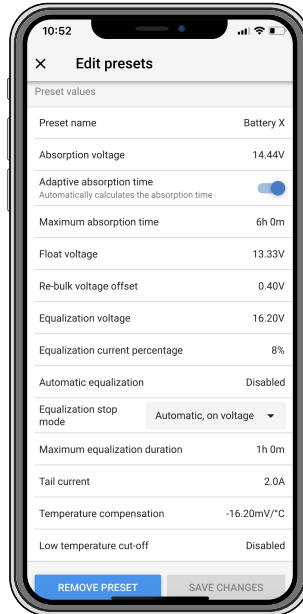 10:52
Edit presets
Preset values
Preset name Battery X
Absorption voltage 14.44V
Adaptive absorption time
Automatically calculates the absorption time
Maximum absorption time 6h 0m
Float voltage 13.33V
Re-bulk voltage offset 0.40V
Equalization voltage 16.20V
Equalization current percentage 8%
Automatic equalization Disabled
Equalization stop
mode Automatic, on voltage
Maximum equalization duration 1h 0m
Tail current 2.0A
Temperature compensation -16.20mV/°C
Low temperature cut-off Disabled
REMOVE PRESET SAVE CHANGES